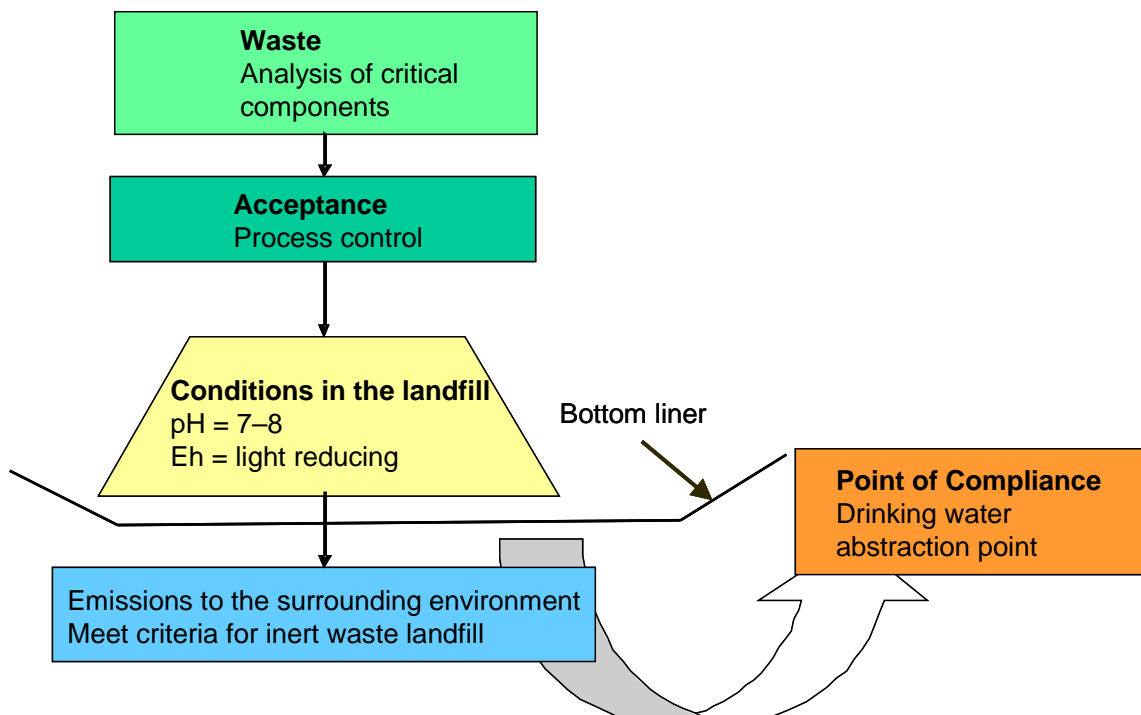 Waste
Analysis of critical
components
Acceptance
Process control
Conditions in the landfill
pH = 7–8
Eh = light reducing
Bottom liner
Point of Compliance
Drinking water
abstraction point
Emissions to the surrounding environment
Meet criteria for inert waste landfill